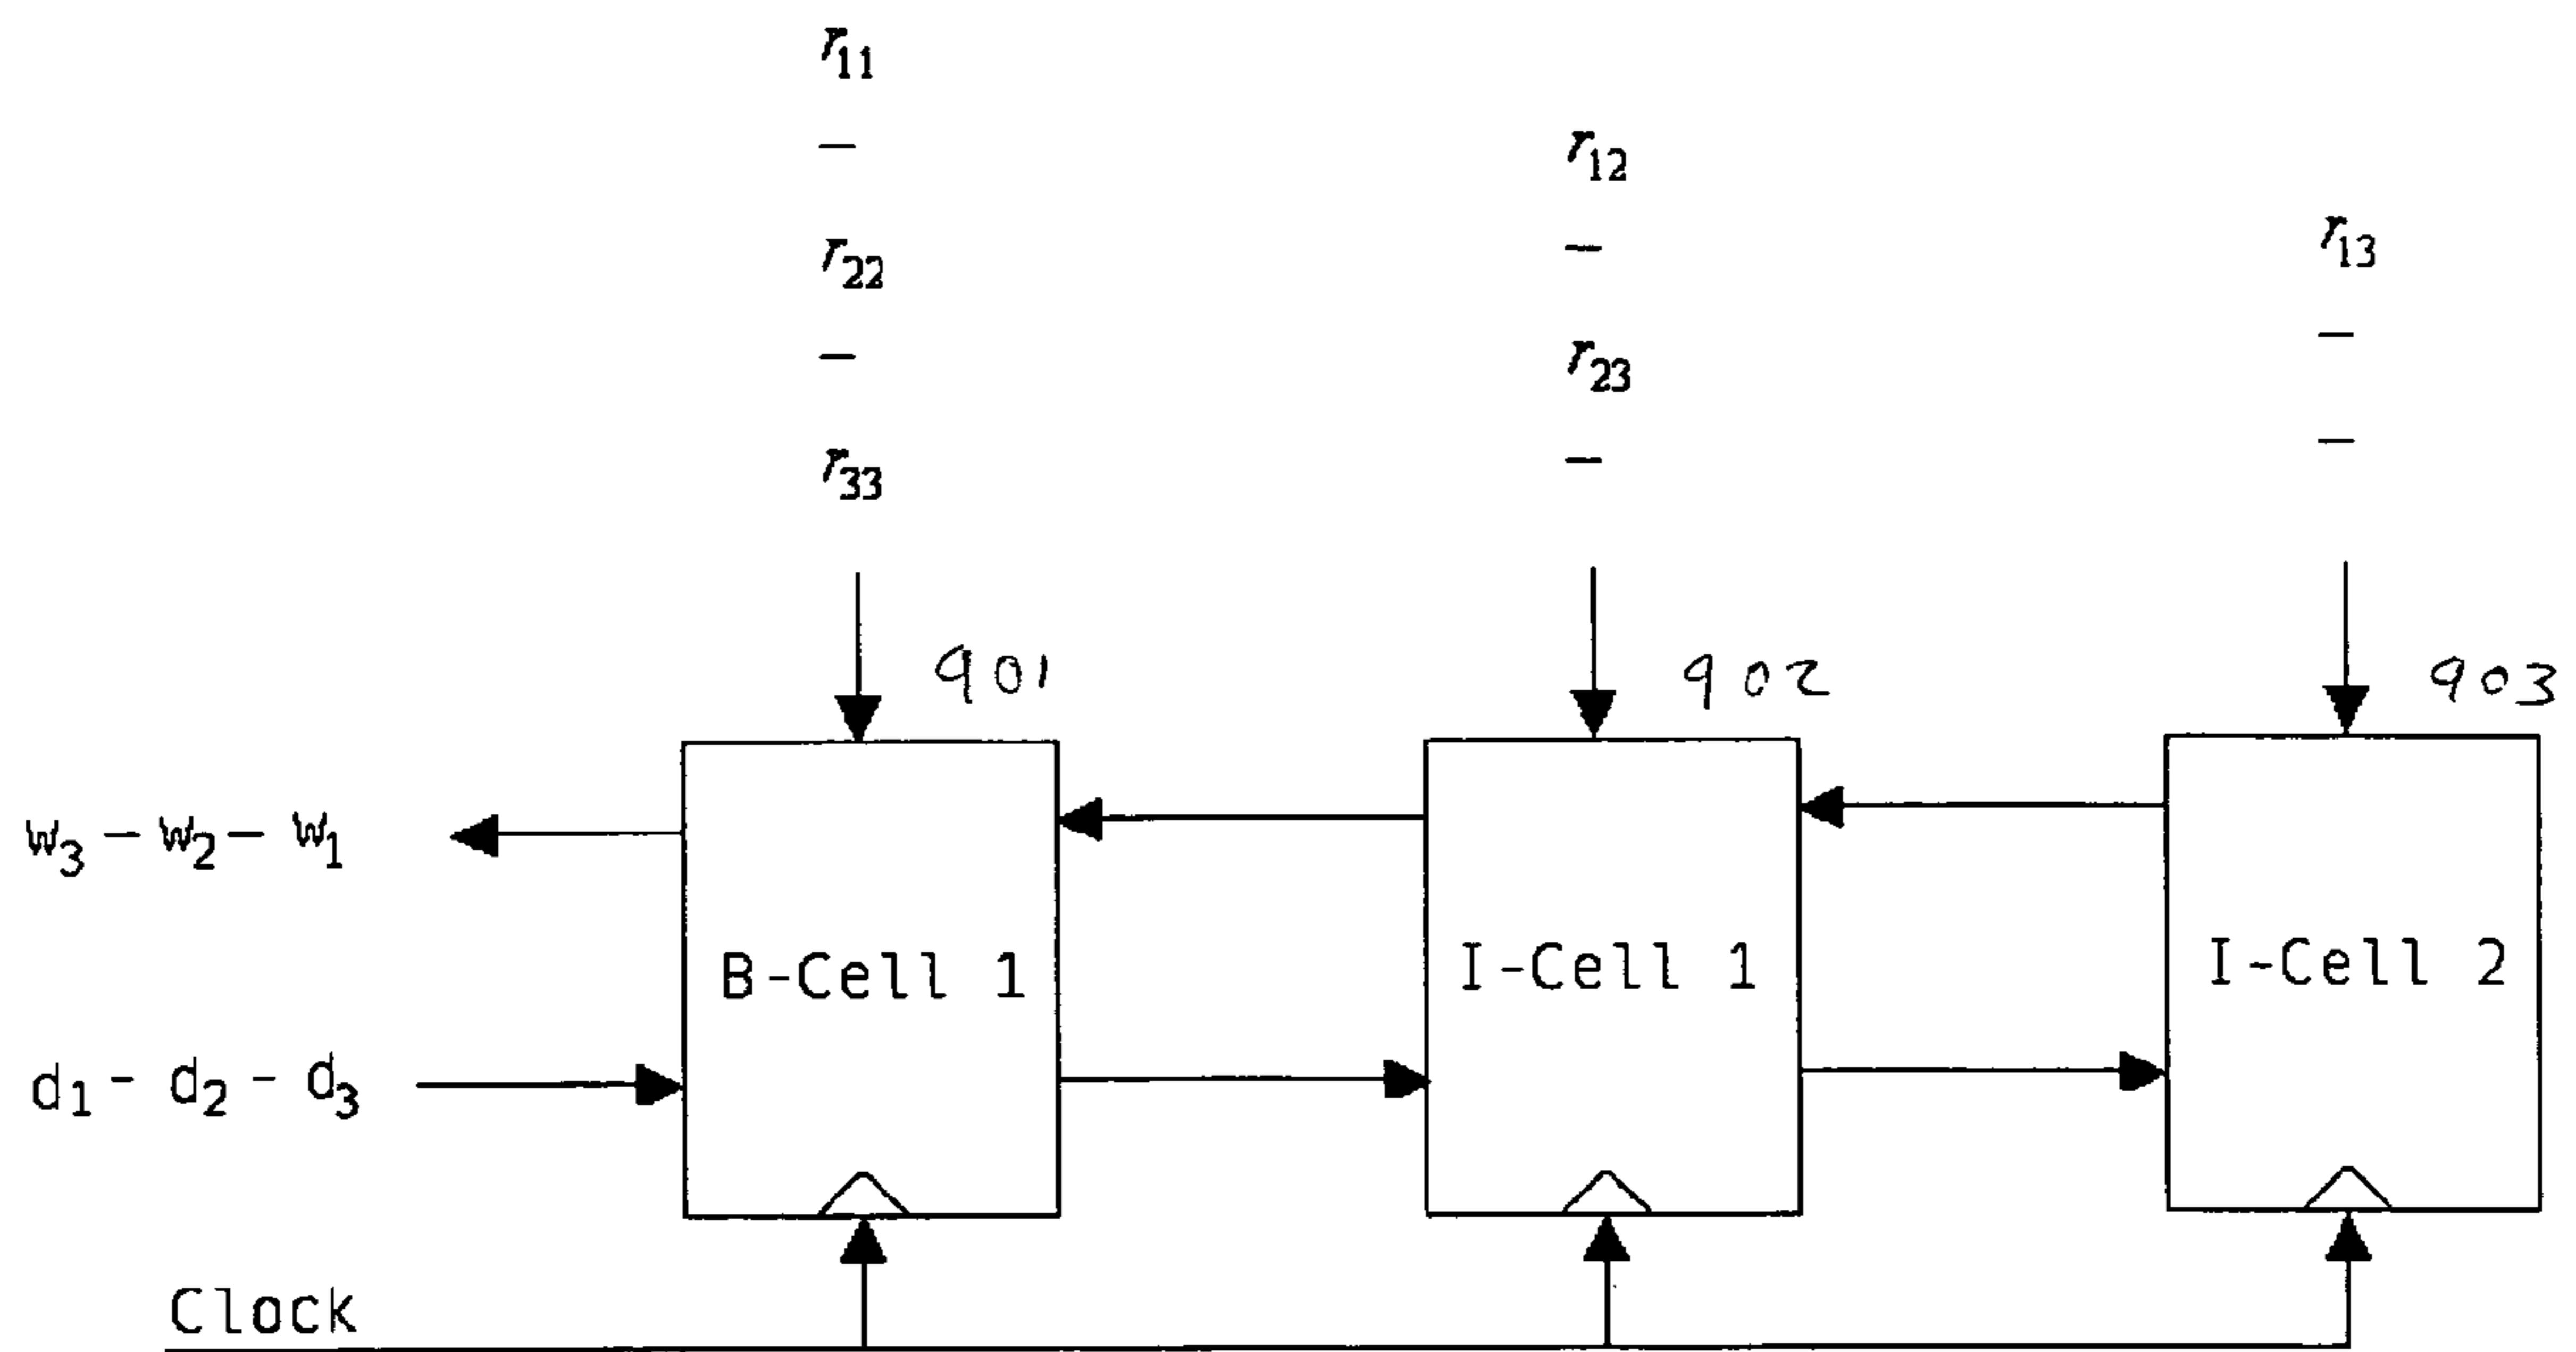 r11
–
r12
–
r22
–
r13
–
–
r23
–
r33
–
901
902
903
w3 – w2 – w1
B-Cell 1
I-Cell 1
I-Cell 2
d1 - d2 - d3
Clock